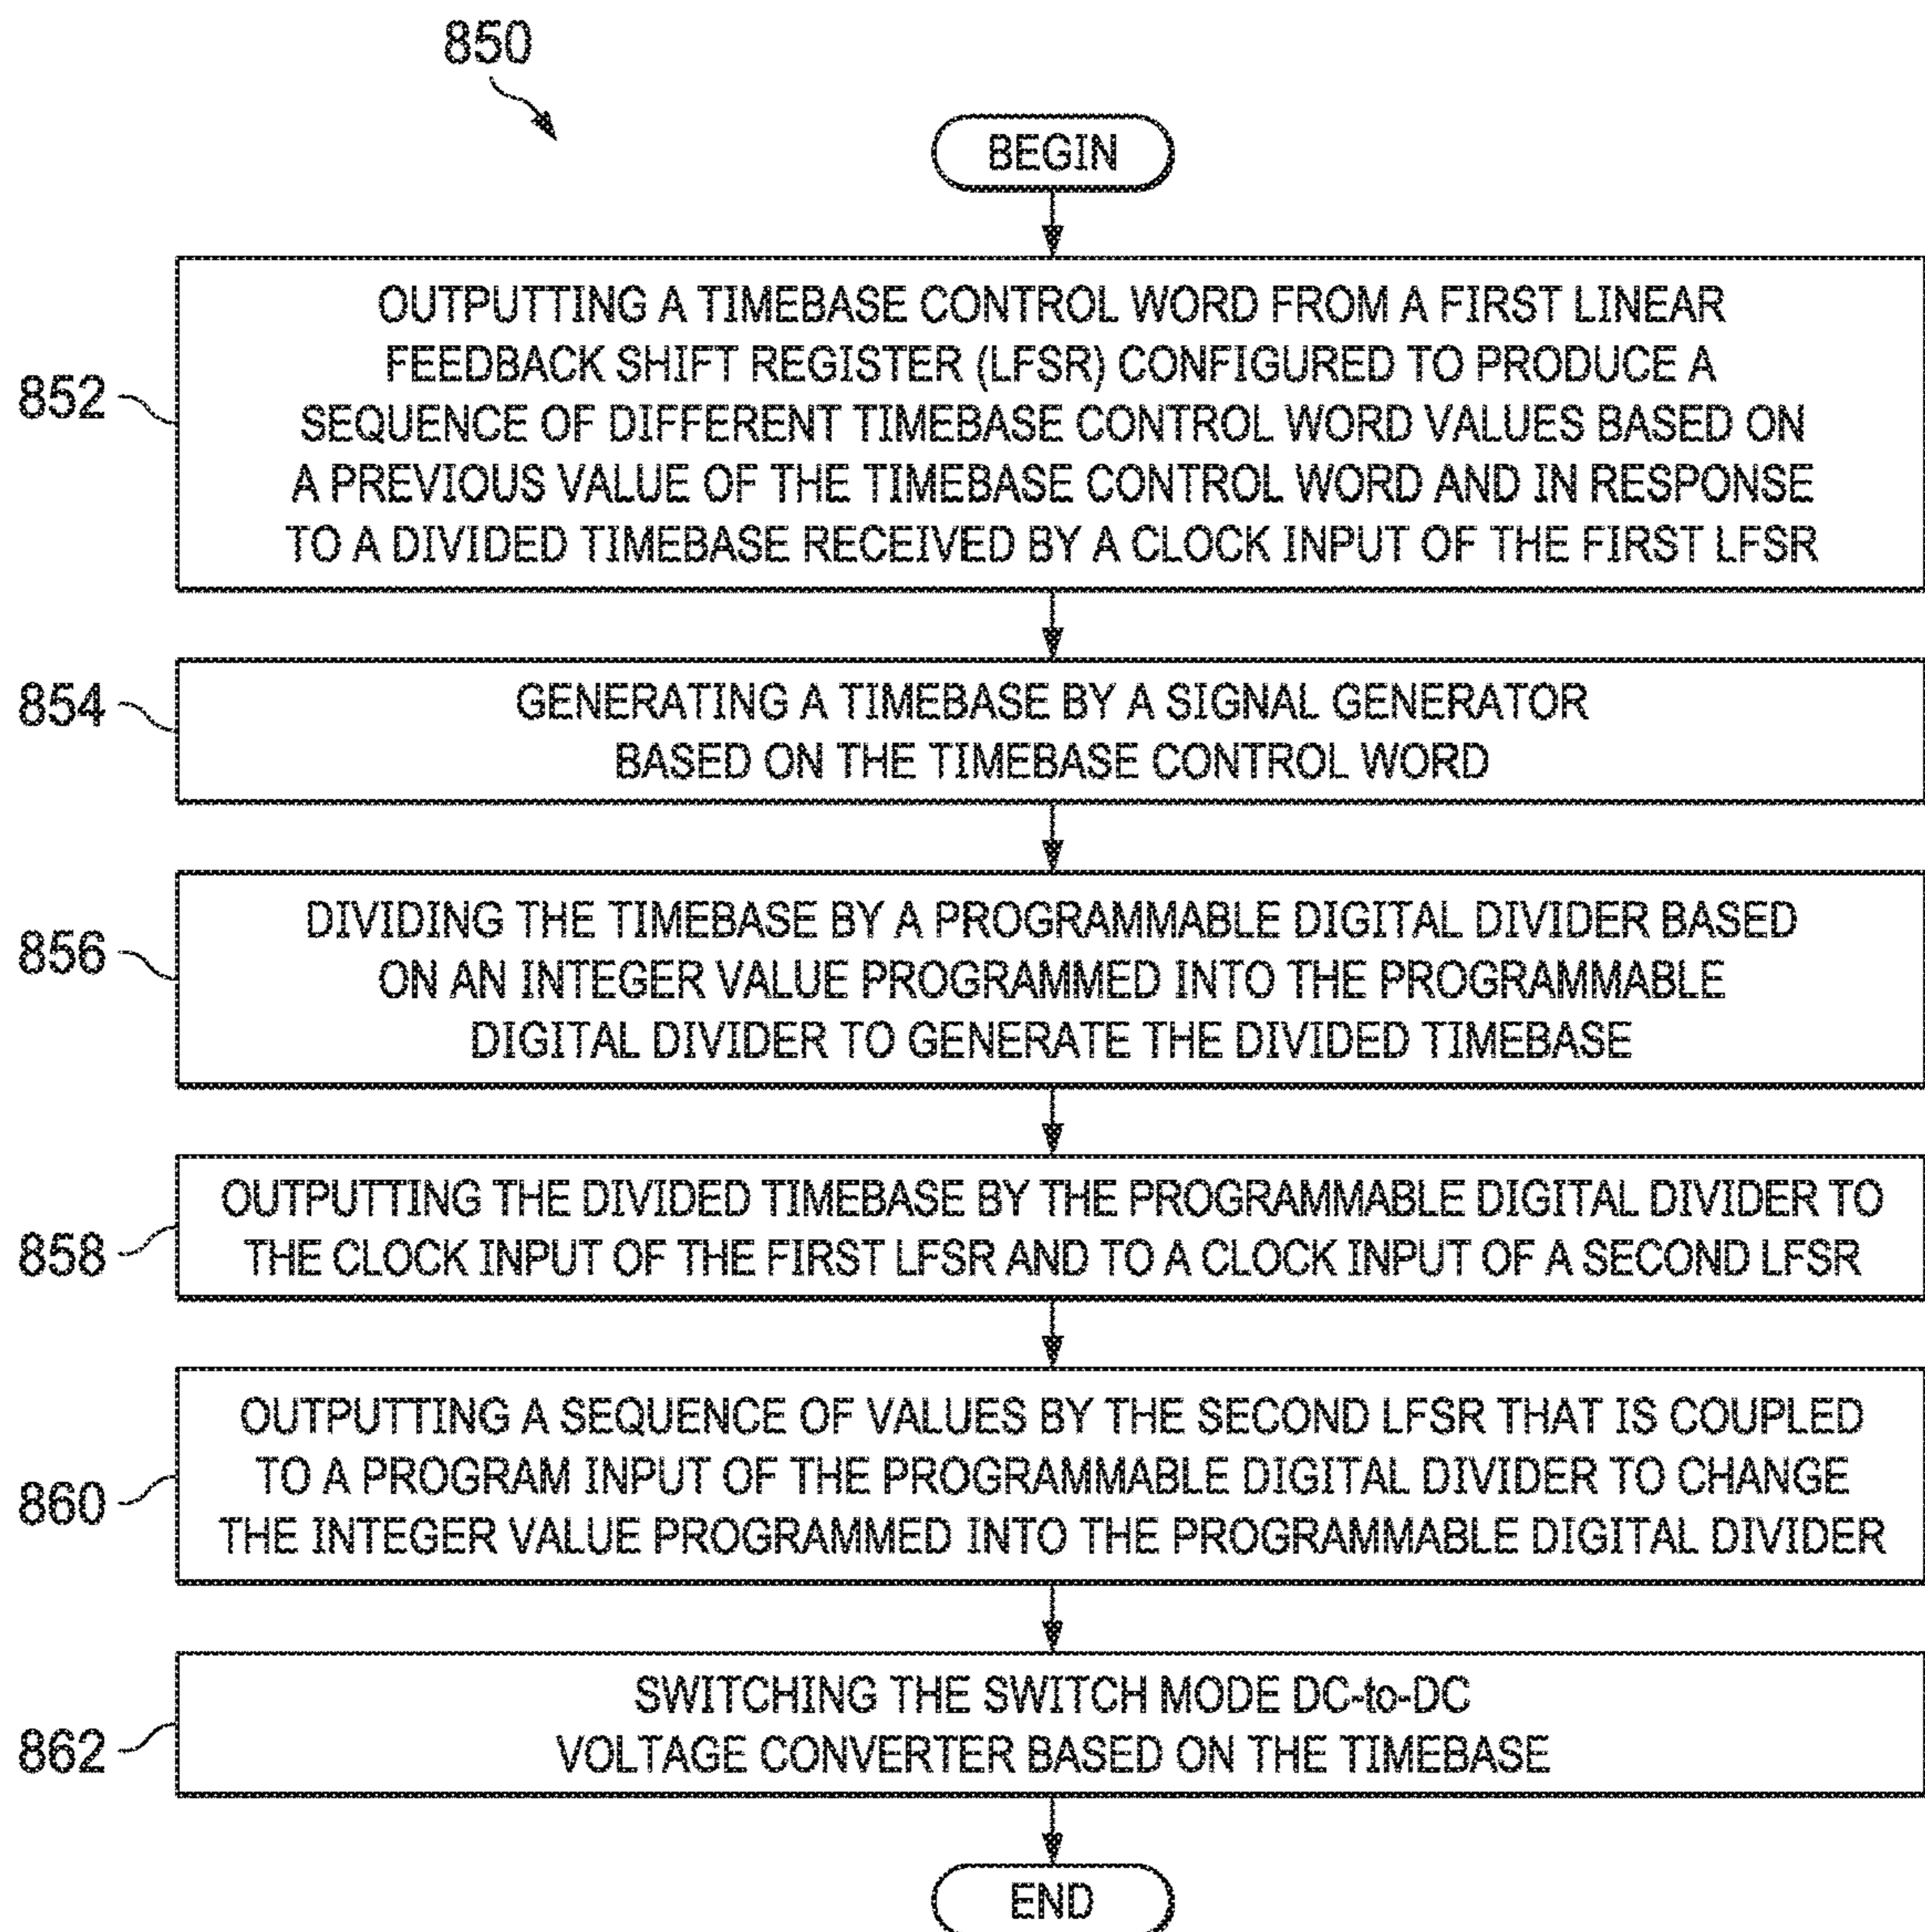 850
BEGIN
852
OUTPUTTING A TIMEBASE CONTROL WORD FROM A FIRST LINEAR
FEEDBACK SHIFT REGISTER (LFSR) CONFIGURED TO PRODUCE A
SEQUENCE OF DIFFERENT TIMEBASE CONTROL WORD VALUES BASED ON
A PREVIOUS VALUE OF THE TIMEBASE CONTROL WORD AND IN RESPONSE
TO A DIVIDED TIMEBASE RECEIVED BY A CLOCK INPUT OF THE FIRST LFSR
854
GENERATING A TIMEBASE BY A SIGNAL GENERATOR
BASED ON THE TIMEBASE CONTROL WORD
856
DIVIDING THE TIMEBASE BY A PROGRAMMABLE DIGITAL DIVIDER BASED
ON AN INTEGER VALUE PROGRAMMED INTO THE PROGRAMMABLE
DIGITAL DIVIDER TO GENERATE THE DIVIDED TIMEBASE
858
OUTPUTTING THE DIVIDED TIMEBASE BY THE PROGRAMMABLE DIGITAL DIVIDER TO
THE CLOCK INPUT OF THE FIRST LFSR AND TO A CLOCK INPUT OF A SECOND LFSR
860
OUTPUTTING A SEQUENCE OF VALUES BY THE SECOND LFSR THAT IS COUPLED
TO A PROGRAM INPUT OF THE PROGRAMMABLE DIGITAL DIVIDER TO CHANGE
THE INTEGER VALUE PROGRAMMED INTO THE PROGRAMMABLE DIGITAL DIVIDER
862
SWITCHING THE SWITCH MODE DC-to-DC
VOLTAGE CONVERTER BASED ON THE TIMEBASE
END